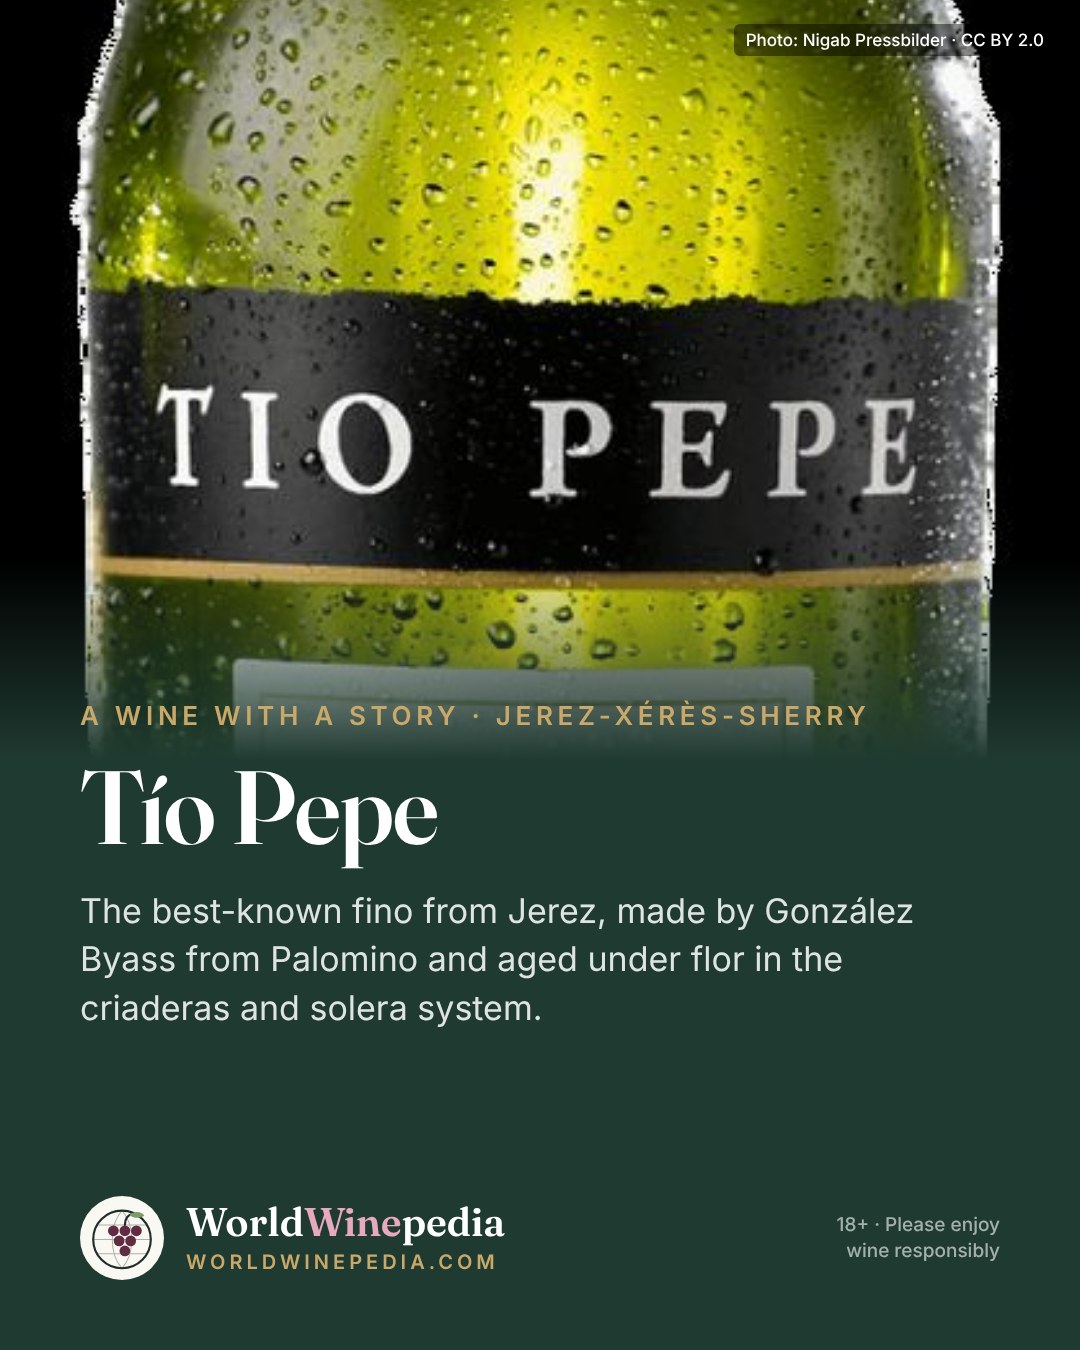 Photo: Nigab Pressbilder · CC BY 2.0
TIO PEPE
A WINE WITH A STORY · JEREZ-XÉRÈS-SHERRY
Tío Pepe
The best-known fino from Jerez, made by González
Byass from Palomino and aged under flor in the
criaderas and solera system.
WorldWinepedia
WORLDWINEPEDIA.COM
18+ · Please enjoy
wine responsibly